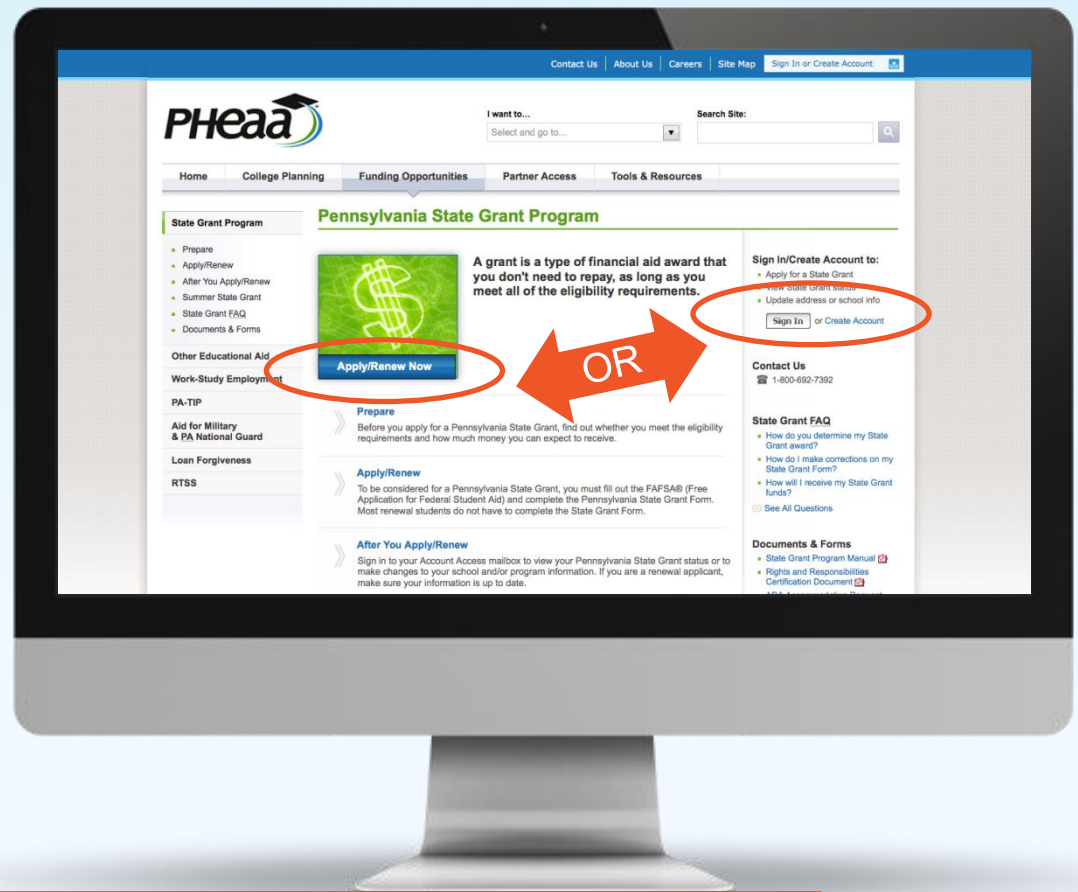 Contact Us | About Us | Careers | Site Map
Sign In or Create Account
PHEAA
I want to...
Select and go to...
Search Site:
Home
College Planning
Funding Opportunities
Partner Access
Tools & Resources
State Grant Program
Prepare
Apply/Renew
After You Apply/Renew
Summer State Grant
State Grant FAQ
Documents & Forms
Other Educational Aid
Work-Study Employment
PA-TIP
Aid for Military
& PA National Guard
Loan Forgiveness
RTSS
Pennsylvania State Grant Program
A grant is a type of financial aid award that
you don't need to repay, as long as you
meet all of the eligibility requirements.
Apply/Renew Now
OR
Prepare
Before you apply for a Pennsylvania State Grant, find out whether you meet the eligibility
requirements and how much money you can expect to receive.
Apply/Renew
To be considered for a Pennsylvania State Grant, you must fill out the FAFSA® (Free
Application for Federal Student Aid) and complete the Pennsylvania State Grant Form.
Most renewal students do not have to complete the State Grant Form.
After You Apply/Renew
Sign in to your Account Access mailbox to view your Pennsylvania State Grant status or to
make changes to your school and/or program information. If you are a renewal applicant,
make sure your information is up to date.
Sign In/Create Account to:
Apply for a State Grant
View State Grant status
Update address or school info
Sign In or Create Account
Contact Us
1-800-692-7392
State Grant FAQ
How do you determine my State
Grant award?
How do I make corrections on my
State Grant Form?
How will I receive my State Grant
funds?
See All Questions
Documents & Forms
State Grant Program Manual
Rights and Responsibilities
Certification Document